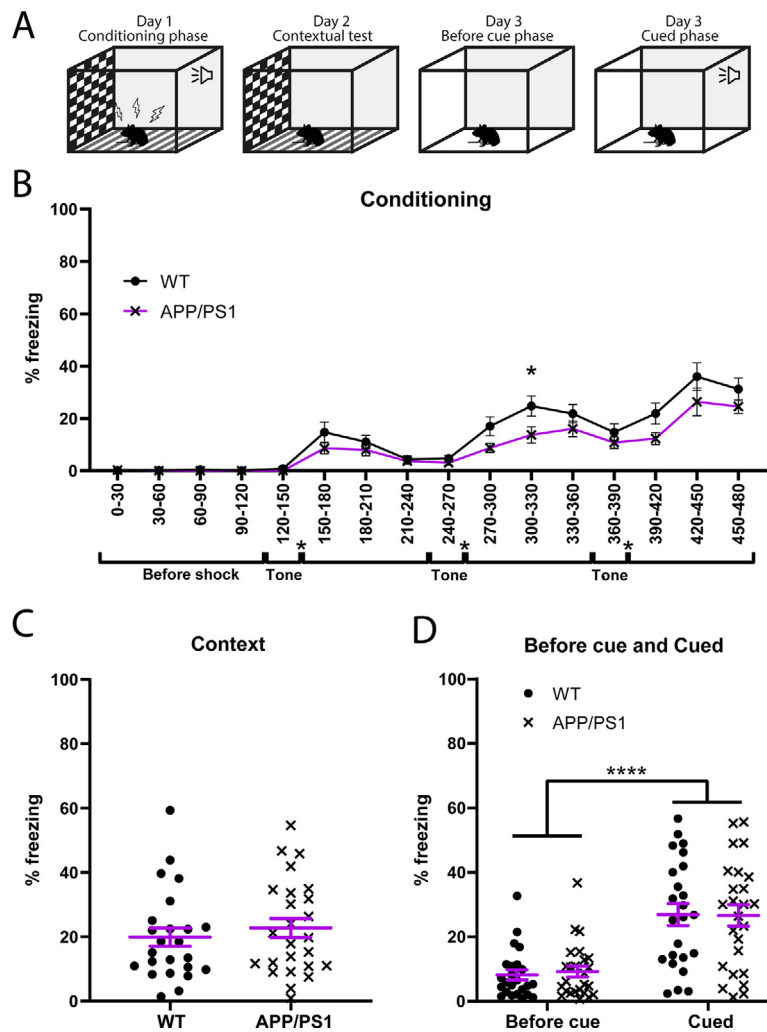 A
Day 1
Conditioning phase
Day 2
Contextual test
Day 3
Before cue phase
Day 3
Cued phase
B
Conditioning
% freezing
100
80
60
40
20
0
WT
APP/PS1
*
0-30
30-60
60-90
90-120
120-150
150-180
180-210
210-240
240-270
270-300
300-330
330-360
360-390
390-420
420-450
450-480
* * *
Before shock Tone Tone Tone
C
Context
% freezing
100
80
60
40
20
0
WT APP/PS1
D
Before cue and Cued
% freezing
100
80
60
40
20
0
WT
APP/PS1
****
Before cue Cued